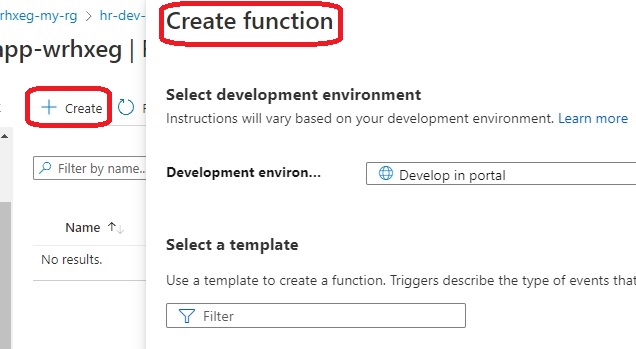 rhxeg-my-rg > hr-dev-
app-wrhxeg |
+ Create
Filter by name...
Name ↑↓
No results.
Create function
Select development environment
Instructions will vary based on your development environment. Learn more
Development environ...
Develop in portal
Select a template
Use a template to create a function. Triggers describe the type of events that
Filter